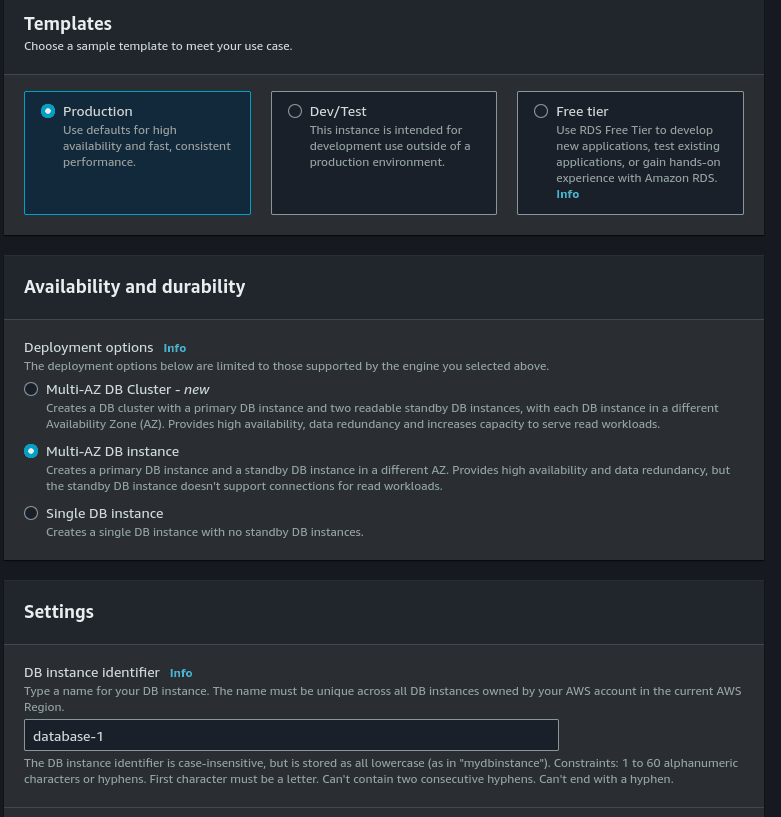 Templates
Choose a sample template to meet your use case.
Production
Use defaults for high
availability and fast, consistent
performance.
Dev/Test
This instance is intended for
development use outside of a
production environment.
Free tier
Use RDS Free Tier to develop
new applications, test existing
applications, or gain hands-on
experience with Amazon RDS.
Info
Availability and durability
Deployment options Info
The deployment options below are limited to those supported by the engine you selected above.
Multi-AZ DB Cluster - new
Creates a DB cluster with a primary DB instance and two readable standby DB instances, with each DB instance in a different
Availability Zone (AZ). Provides high availability, data redundancy and increases capacity to serve read workloads.
Multi-AZ DB instance
Creates a primary DB instance and a standby DB instance in a different AZ. Provides high availability and data redundancy, but
the standby DB instance doesn't support connections for read workloads.
Single DB instance
Creates a single DB instance with no standby DB instances.
Settings
DB instance identifier Info
Type a name for your DB instance. The name must be unique across all DB instances owned by your AWS account in the current AWS
Region.
database-1
The DB instance identifier is case-insensitive, but is stored as all lowercase (as in "mydbinstance"). Constraints: 1 to 60 alphanumeric
characters or hyphens. First character must be a letter. Can't contain two consecutive hyphens. Can't end with a hyphen.